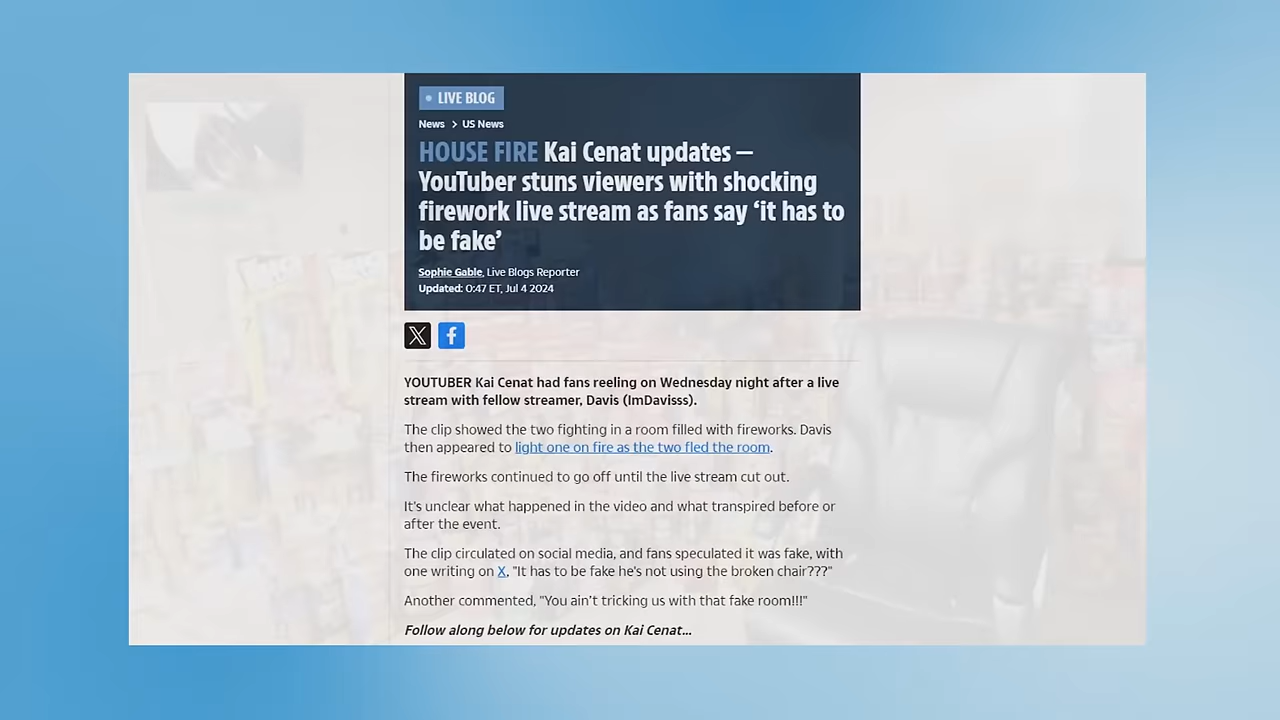 LIVE BLOG
News > US News
HOUSE FIRE Kai Cenat updates —
YouTuber stuns viewers with shocking
firework live stream as fans say ‘it has to
be fake’
Sophie Gable, Live Blogs Reporter
Updated: 0:47 ET, Jul 4 2024
YOUTUBER Kai Cenat had fans reeling on Wednesday night after a live
stream with fellow streamer, Davis (ImDavisss).
The clip showed the two fighting in a room filled with fireworks. Davis
then appeared to light one on fire as the two fled the room.
The fireworks continued to go off until the live stream cut out.
It's unclear what happened in the video and what transpired before or
after the event.
The clip circulated on social media, and fans speculated it was fake, with
one writing on X, "It has to be fake he's not using the broken chair???"
Another commented, "You ain’t tricking us with that fake room!!!"
Follow along below for updates on Kai Cenat...